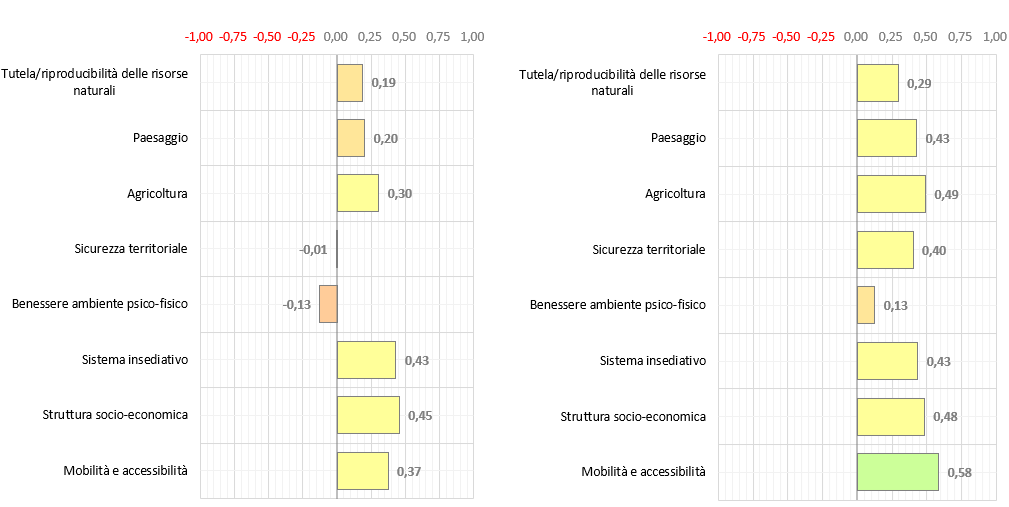 -1,00 -0,75 -0,50 -0,25 0,00 0,25 0,50 0,75 1,00
Tutela/riproducibilità delle risorse
naturali
0,19
Paesaggio
0,20
Agricoltura
0,30
Sicurezza territoriale
-0,01
Benessere ambiente psico-fisico
-0,13
Sistema insediativo
0,43
Struttura socio-economica
0,45
Mobilità e accessibilità
0,37
-1,00 -0,75 -0,50 -0,25 0,00 0,25 0,50 0,75 1,00
Tutela/riproducibilità delle risorse
naturali
0,29
Paesaggio
0,43
Agricoltura
0,49
Sicurezza territoriale
0,40
Benessere ambiente psico-fisico
0,13
Sistema insediativo
0,43
Struttura socio-economica
0,48
Mobilità e accessibilità
0,58